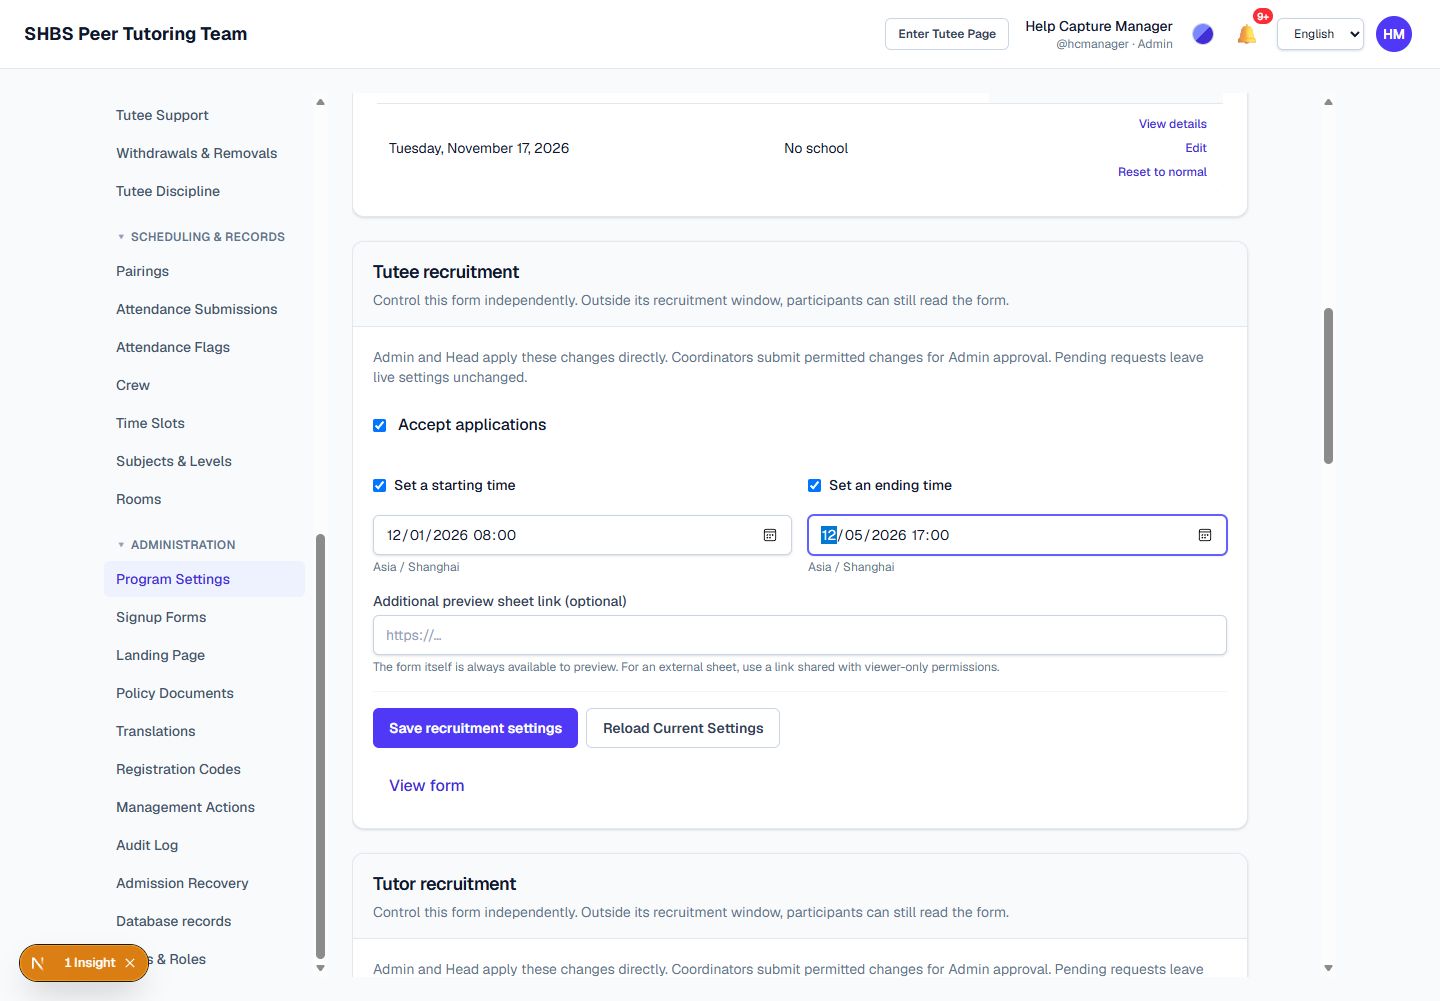 SHBS Peer Tutoring Team
Enter Tutee Page
Help Capture Manager
@hcmanager · Admin
9+
English
HM
Tutee Support
Withdrawals & Removals
Tutee Discipline
SCHEDULING & RECORDS
Pairings
Attendance Submissions
Attendance Flags
Crew
Time Slots
Subjects & Levels
Rooms
ADMINISTRATION
Program Settings
Signup Forms
Landing Page
Policy Documents
Translations
Registration Codes
Management Actions
Audit Log
Admission Recovery
Database records
s & Roles
N 1 Insight
Tuesday, November 17, 2026 No school
View details
Edit
Reset to normal
Tutee recruitment
Control this form independently. Outside its recruitment window, participants can still read the form.
Admin and Head apply these changes directly. Coordinators submit permitted changes for Admin approval. Pending requests leave
live settings unchanged.
Accept applications
Set a starting time
12/01/2026 08:00
Asia / Shanghai
Set an ending time
12/05/2026 17:00
Asia / Shanghai
Additional preview sheet link (optional)
https://...
The form itself is always available to preview. For an external sheet, use a link shared with viewer-only permissions.
Save recruitment settings
Reload Current Settings
View form
Tutor recruitment
Control this form independently. Outside its recruitment window, participants can still read the form.
Admin and Head apply these changes directly. Coordinators submit permitted changes for Admin approval. Pending requests leave